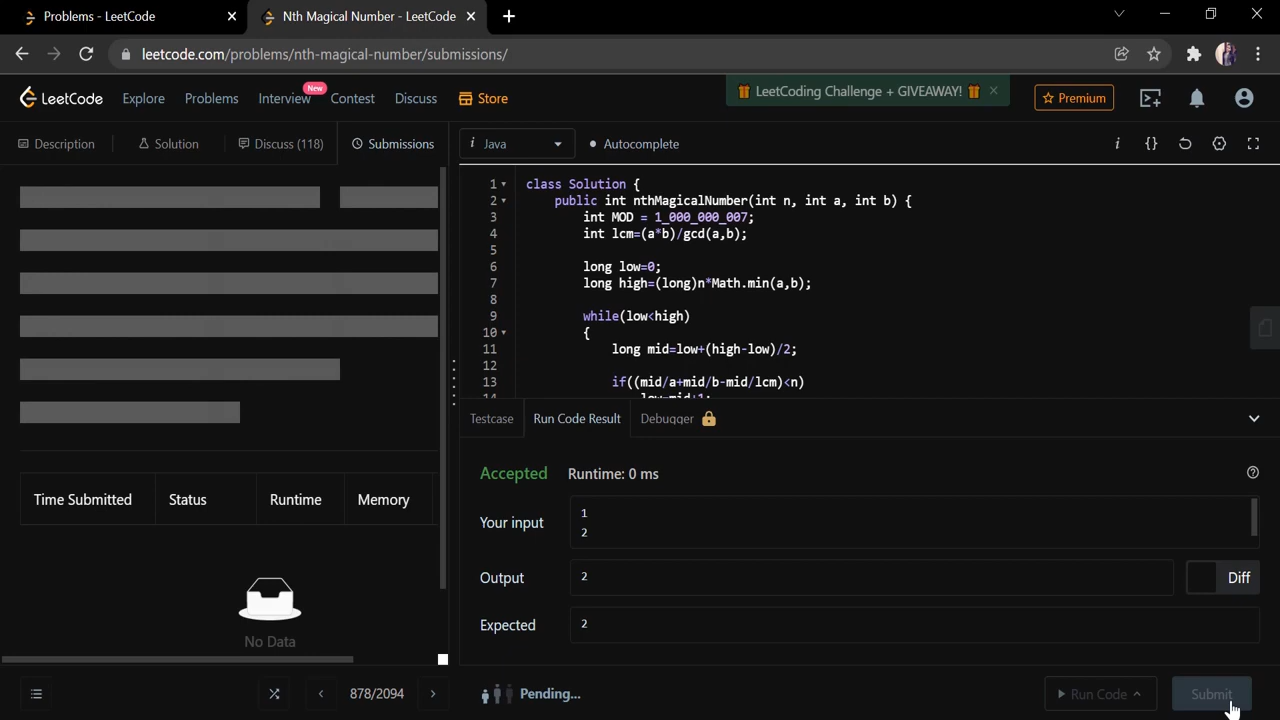 Problems - LeetCode
Nth Magical Number - LeetCode
leetcode.com/problems/nth-magical-number/submissions/
LeetCode
Explore
Problems
Interview
New
Contest
Discuss
Store
LeetCoding Challenge + GIVEAWAY!
Premium
Description
Solution
Discuss (118)
Submissions
i Java
Autocomplete
i
{}
1 class Solution {
2 public int nthMagicalNumber(int n, int a, int b) {
3 int MOD = 1_000_000_007;
4 int lcm=(a*b)/gcd(a,b);
5
6 long low=0;
7 long high=(long)n*Math.min(a,b);
8
9 while(low<high)
10 {
11 long mid=low+(high-low)/2;
12
13 if((mid/a+mid/b-mid/lcm)<n)
14 low=mid+1;
Testcase
Run Code Result
Debugger
Accepted
Runtime: 0 ms
Your input
1
2
Output
2
Diff
Expected
2
Time Submitted
Status
Runtime
Memory
No Data
878/2094
Pending...
Run Code
Submit